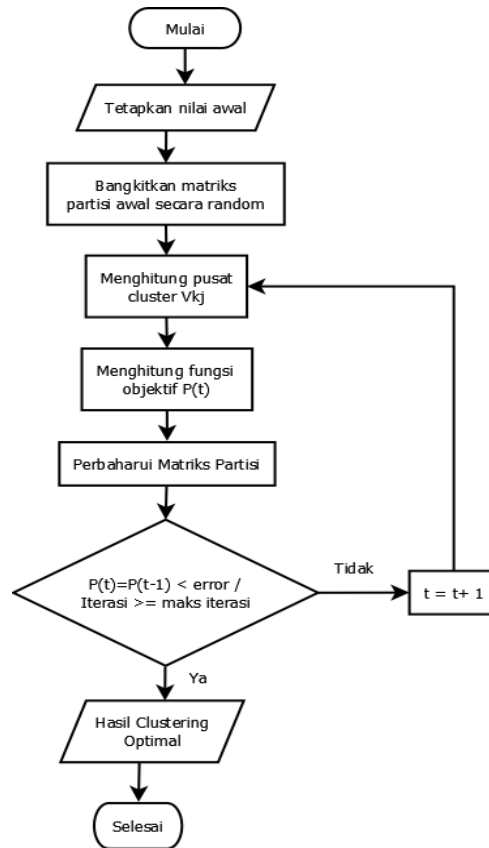 Mulai
Tetapkan nilai awal
Bangkitkan matriks
partisi awal secara random
Menghitung pusat
cluster Vkj
Menghitung fungsi
objektif P(t)
Perbaharui Matriks Partisi
P(t)=P(t-1) < error /
Iterasi >= maks iterasi
Tidak
t = t+ 1
Ya
Hasil Clustering
Optimal
Selesai